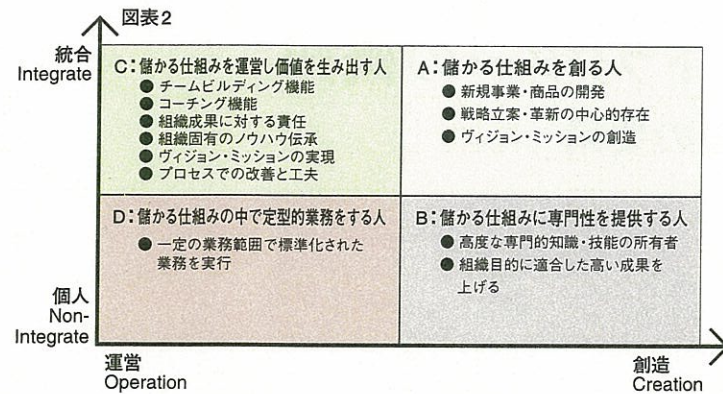 図表2
統合
Integrate
C：儲かる仕組みを運営し価値を生み出す人
● チームビルディング機能
● コーチング機能
● 組織成果に対する責任
● 組織固有のノウハウ伝承
● ヴィジョン・ミッションの実現
● プロセスでの改善と工夫
A：儲かる仕組みを創る人
● 新規事業・商品の開発
● 戦略立案・革新の中心的存在
● ヴィジョン・ミッションの創造
D：儲かる仕組みの中で定型的業務をする人
● 一定の業務範囲で標準化された
業務を実行
B：儲かる仕組みに専門性を提供する人
● 高度な専門的知識・技能の所有者
● 組織目的に適合した高い成果を
上げる
個人
Non-
Integrate
運営
Operation
創造
Creation